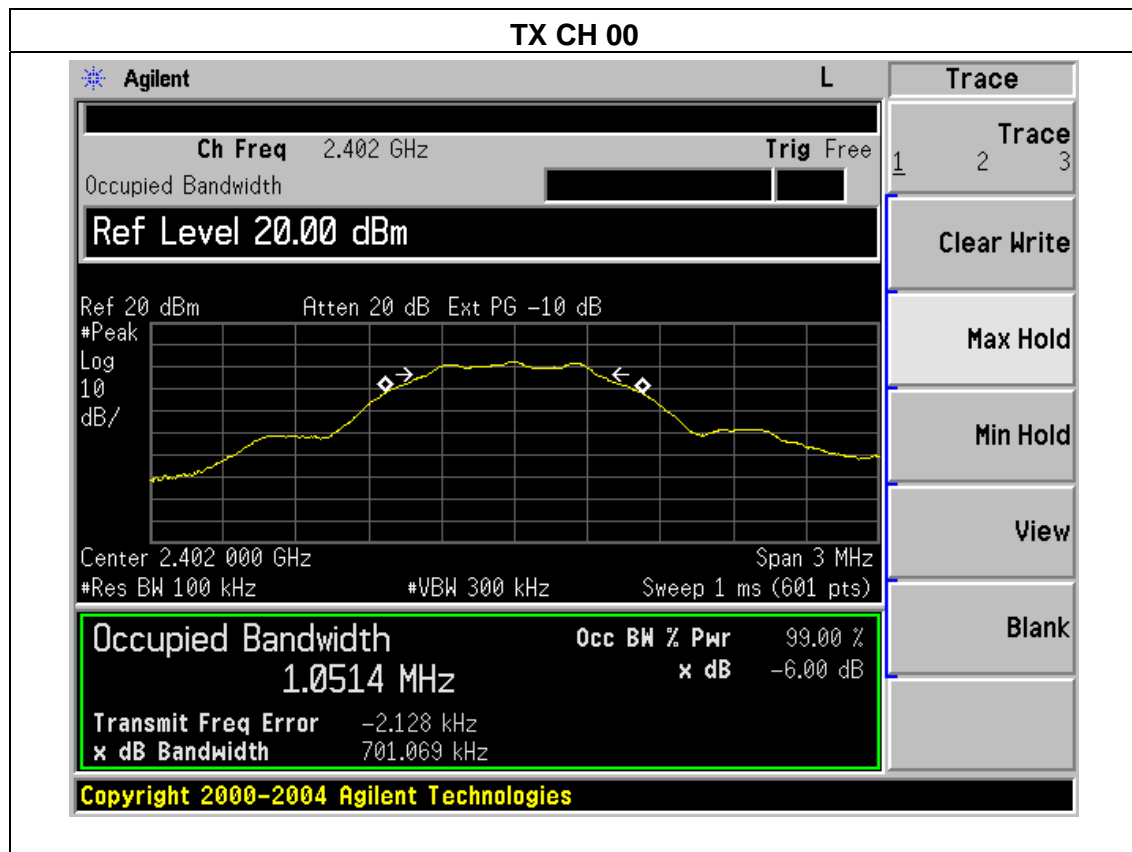 TX CH 00
Agilent L Trace
Ch Freq 2.402 GHz Trig Free
Occupied Bandwidth
Trace
1 2 3
Ref Level 20.00 dBm
Clear Write
Ref 20 dBm Atten 20 dB Ext PG -10 dB
#Peak
Log
10
dB/
Max Hold
Min Hold
View
Center 2.402 000 GHz Span 3 MHz
#Res BW 100 kHz #VBW 300 kHz Sweep 1 ms (601 pts)
Blank
Occupied Bandwidth Occ BW % Pwr 99.00 %
1.0514 MHz x dB -6.00 dB
Transmit Freq Error -2.128 kHz
x dB Bandwidth 701.069 kHz
Copyright 2000-2004 Agilent Technologies